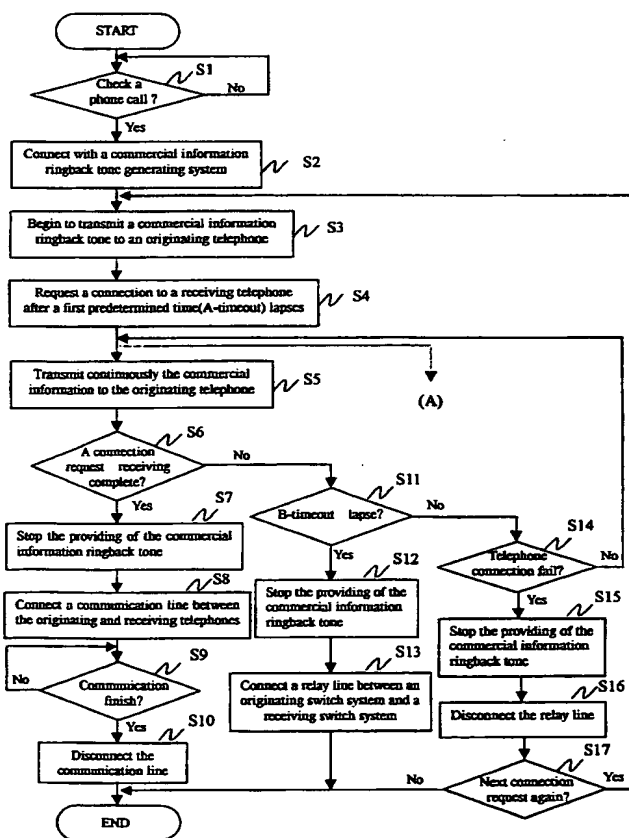 START
S1
Check a
phone call ?
No
Yes
Connect with a commercial information
ringback tone generating system
S2
Begin to transmit a commercial information
ringback tone to an originating telephone
S3
Request a connection to a receiving telephone
after a first predetermined time(A-timeout) lapses
S4
Transmit continuously the commercial
information to the originating telephone
S5
(A)
S6
A connection
request receiving
complete?
No
Yes
S11
B-timeout lapse?
No
Yes
S14
Telephone
connection fail?
No
Yes
S7
Stop the providing of the commercial
information ringback tone
S12
Stop the providing of the
commercial information
ringback tone
S15
Stop the providing of the
commercial information
ringback tone
S8
Connect a communication line between
the originating and receiving telephones
S13
Connect a relay line between an
originating switch system and a
receiving switch system
S16
Disconnect the relay line
S9
Communication
finish?
No
Yes
S10
Disconnect the
communication line
S17
Next connection
request again?
No
Yes
END